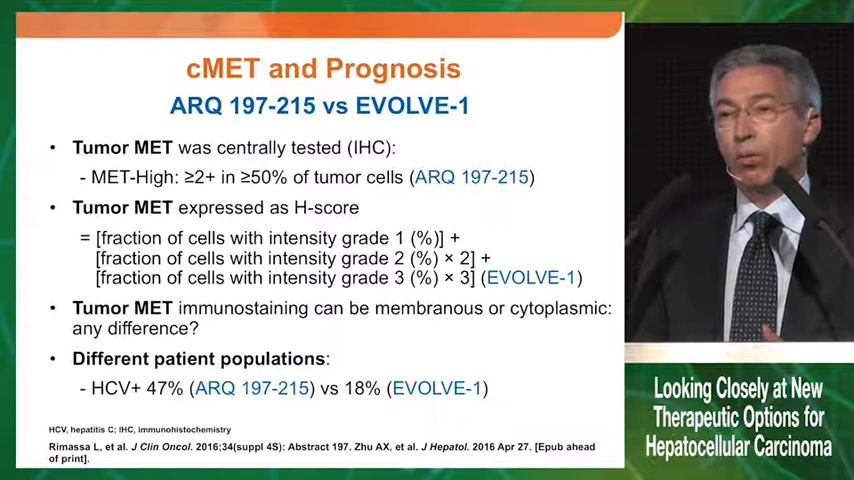 cMET and Prognosis
ARQ 197-215 vs EVOLVE-1
• Tumor MET was centrally tested (IHC):
- MET-High: ≥2+ in ≥50% of tumor cells (ARQ 197-215)
• Tumor MET expressed as H-score
= [fraction of cells with intensity grade 1 (%)] +
[fraction of cells with intensity grade 2 (%) × 2] +
[fraction of cells with intensity grade 3 (%) × 3] (EVOLVE-1)
• Tumor MET immunostaining can be membranous or cytoplasmic:
any difference?
• Different patient populations:
- HCV+ 47% (ARQ 197-215) vs 18% (EVOLVE-1)
HCV, hepatitis C; IHC, immunohistochemistry
Rimassa L, et al. J Clin Oncol. 2016;34(suppl 4S): Abstract 197. Zhu AX, et al. J Hepatol. 2016 Apr 27. [Epub ahead
of print].
Looking Closely at New
Therapeutic Options for
Hepatocellular Carcinoma